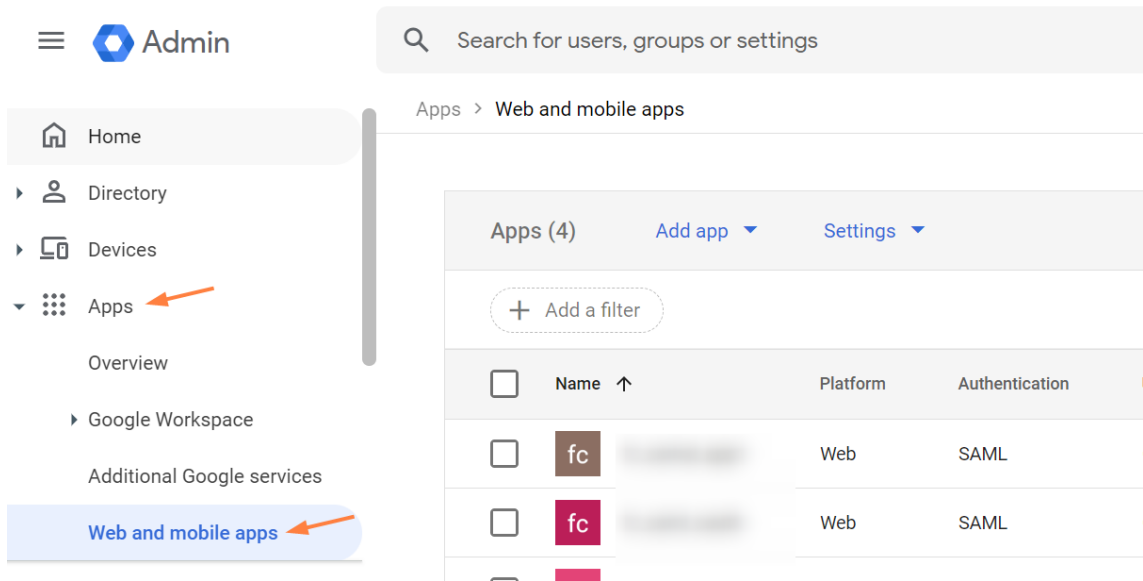 Admin
Search for users, groups or settings
Apps > Web and mobile apps
Home
Directory
Devices
Apps
Overview
Google Workspace
Additional Google services
Web and mobile apps
Apps (4) Add app Settings
+ Add a filter
Name ↑ Platform Authentication
fc Web SAML
fc Web SAML